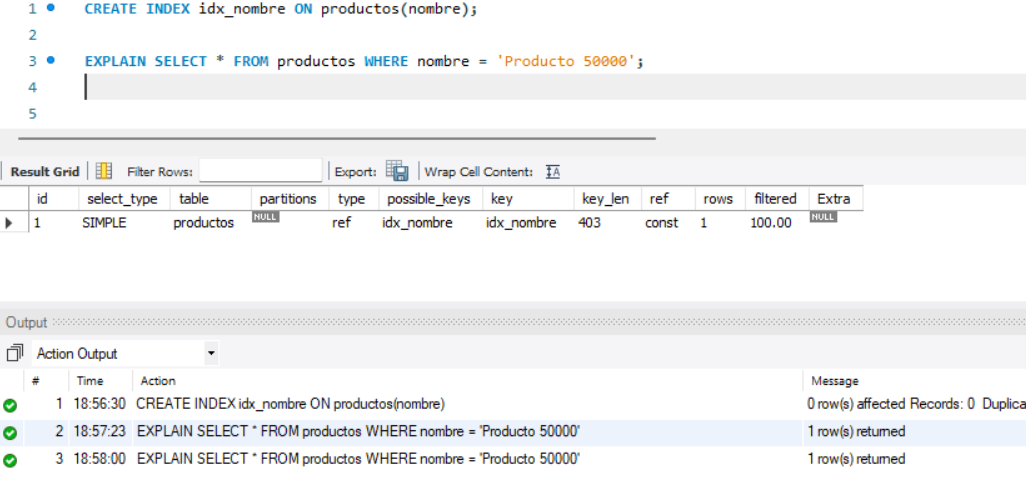 1 CREATE INDEX idx_nombre ON productos(nombre);
2
3 EXPLAIN SELECT * FROM productos WHERE nombre = 'Producto 50000';
4
5
Result Grid Filter Rows: Export: Wrap Cell Content: IA
id select_type table partitions type possible_keys key key_len ref rows filtered Extra
1 SIMPLE productos NULL ref idx_nombre idx_nombre 403 const 1 100.00 NULL
Output
Action Output
# Time Action Message
1 18:56:30 CREATE INDEX idx_nombre ON productos(nombre) 0 row(s) affected Records: 0 Duplica
2 18:57:23 EXPLAIN SELECT * FROM productos WHERE nombre = 'Producto 50000' 1 row(s) returned
3 18:58:00 EXPLAIN SELECT * FROM productos WHERE nombre = 'Producto 50000' 1 row(s) returned